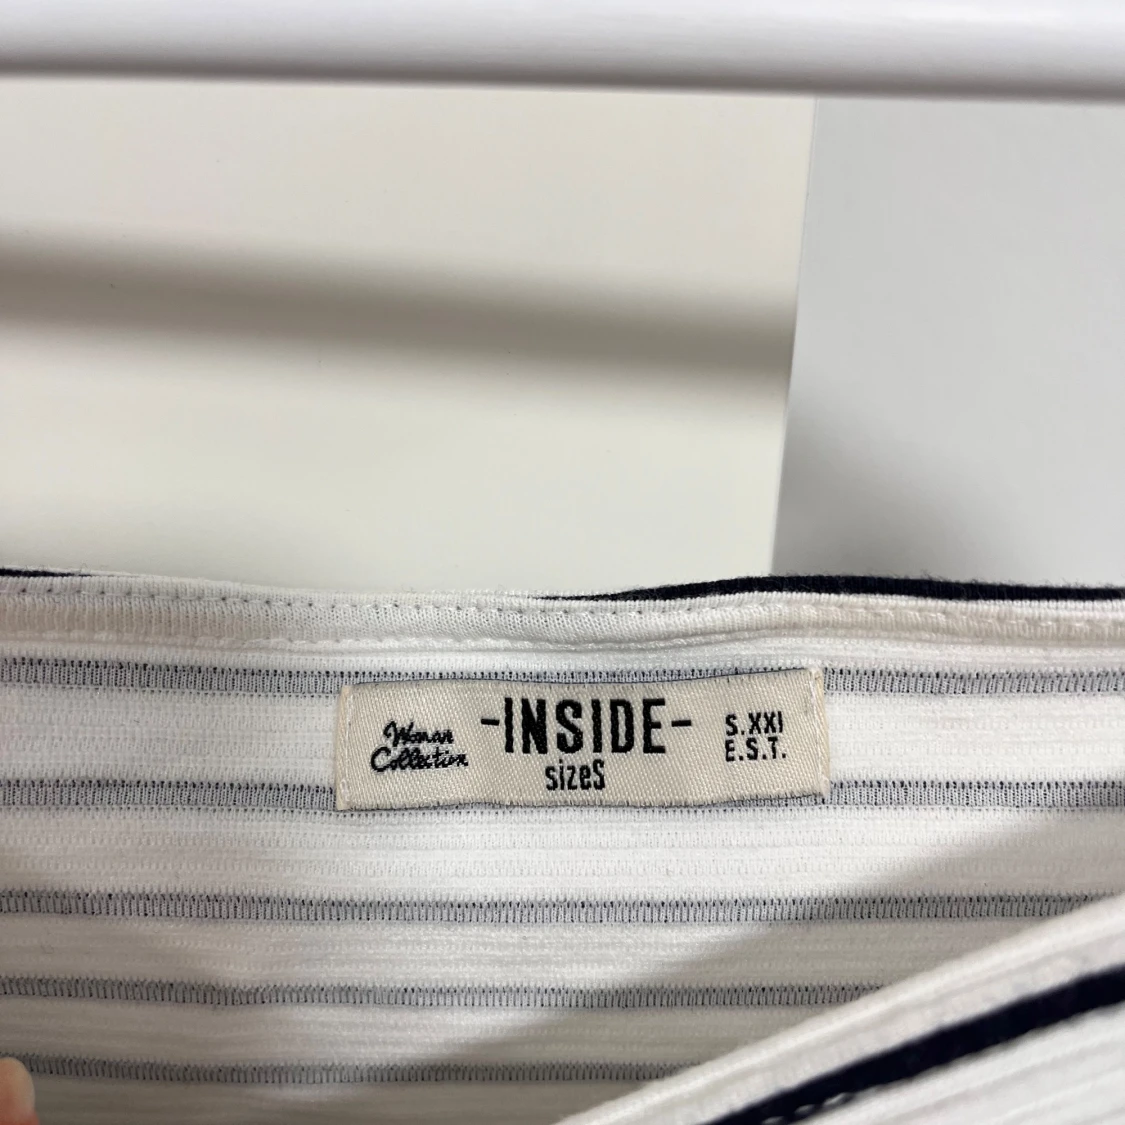 Woman
Collection
-INSIDE-
sizeS
S.XXI
E.S.T.